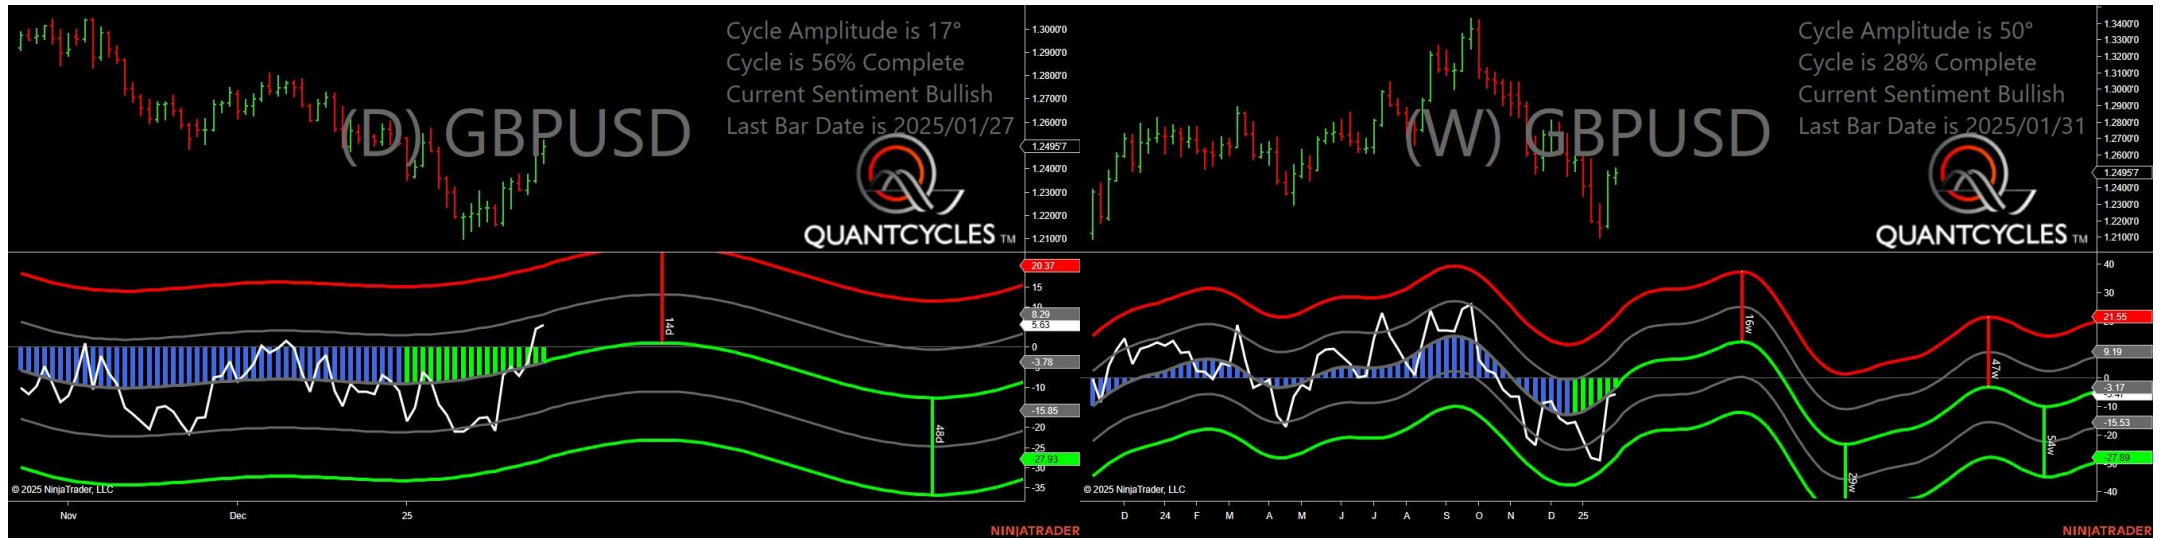 Cycle Amplitude is 17°
Cycle is 56% Complete
Current Sentiment Bullish
Last Bar Date is 2025/01/27
(D) GBPUSD
QUANTCYCLES TM
1.3000'0
1.2900'0
1.2800'0
1.2700'0
1.2600'0
1.2495'7
1.2400'0
1.2300'0
1.2200'0
1.2100'0
20.37
15
10
8.29
5.63
0
-3.78
-10
-15.85
-20
-25
-27.93
-30
-35
14d
48d
© 2025 NinjaTrader, LLC
Nov Dec 25
NINJATRADER
Cycle Amplitude is 50°
Cycle is 28% Complete
Current Sentiment Bullish
Last Bar Date is 2025/01/31
(W) GBPUSD
QUANTCYCLES TM
1.3400'0
1.3300'0
1.3200'0
1.3100'0
1.3000'0
1.2900'0
1.2800'0
1.2700'0
1.2600'0
1.2495'7
1.2400'0
1.2300'0
1.2200'0
1.2100'0
40
30
21.55
9.19
0
-3.17
-10
-15.53
-20
-27.89
-40
16w
29w
47w
54w
© 2025 NinjaTrader, LLC
D 24 F M A M J J A S O N D 25
NINJATRADER